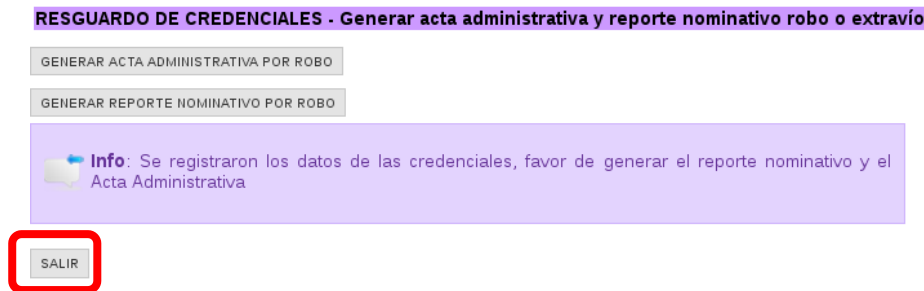 RESGUARDO DE CREDENCIALES - Generar acta administrativa y reporte nominativo robo o extravío
GENERAR ACTA ADMINISTRATIVA POR ROBO
GENERAR REPORTE NOMINATIVO POR ROBO
Info: Se registraron los datos de las credenciales, favor de generar el reporte nominativo y el
Acta Administrativa
SALIR